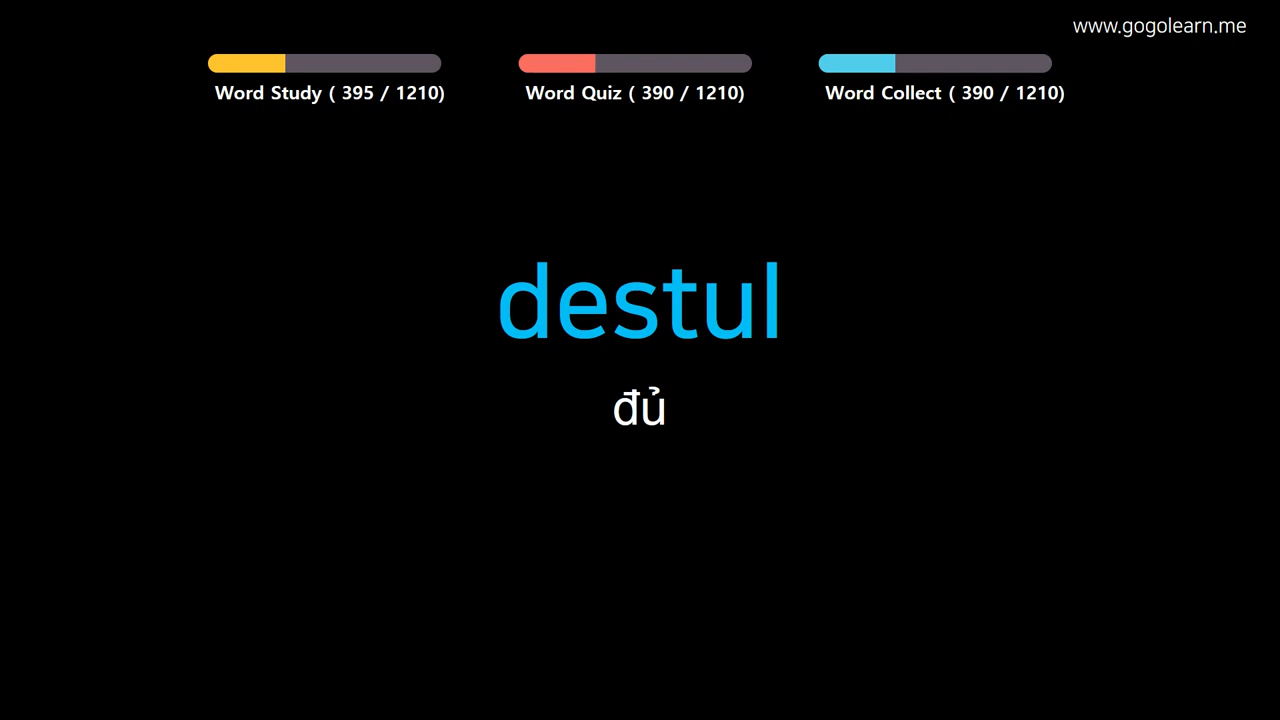 www.gogolearn.me
Word Study ( 395 / 1210)
Word Quiz ( 390 / 1210)
Word Collect ( 390 / 1210)
destul
đủ